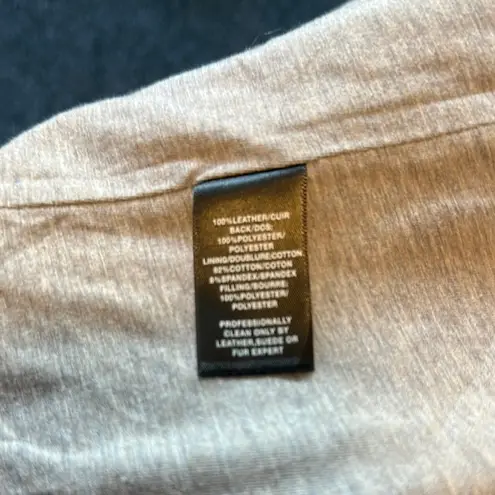 100%LEATHER/CUIR
BACK/DOS:
100%POLYESTER/
POLYESTER
LINING/DOUBLURE:COTTON
92%COTTON/COTON
8%SPANDEX/SPANDEX
FILLING/BOURRE:
100%POLYESTER/
POLYESTER
PROFESSIONALLY
CLEAN ONLY BY
LEATHER,SUEDE OR
FUR EXPERT